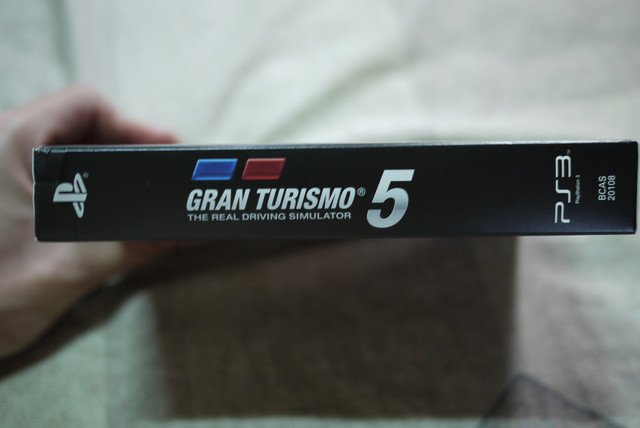 GRAN TURISMO® 5
THE REAL DRIVING SIMULATOR
PS3
PlayStation 3
BCAS
20108